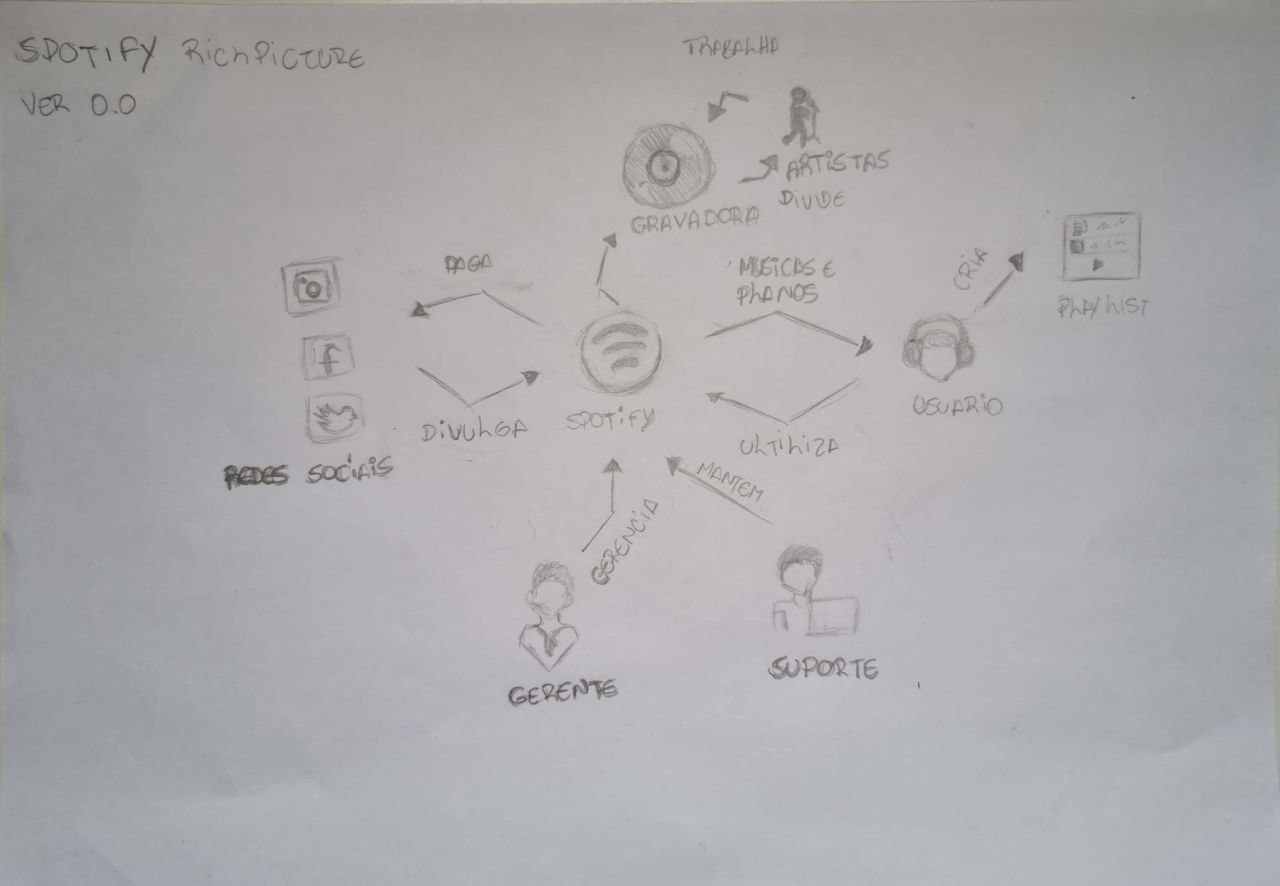 SPOTIFY RichPicTURE
VER 0.0
TRABALHO
ARTiSTAS
DiViDE
GRAVADORA
PAGA
MUSICAS E
PLANOS
CRIA
PLAYLIST
USUARIO
SPOTiFY
DiVULGA
ULTILIZA
REDES SOCIAIS
MANTEM
GERENCIA
SUPORTE
GERENTE